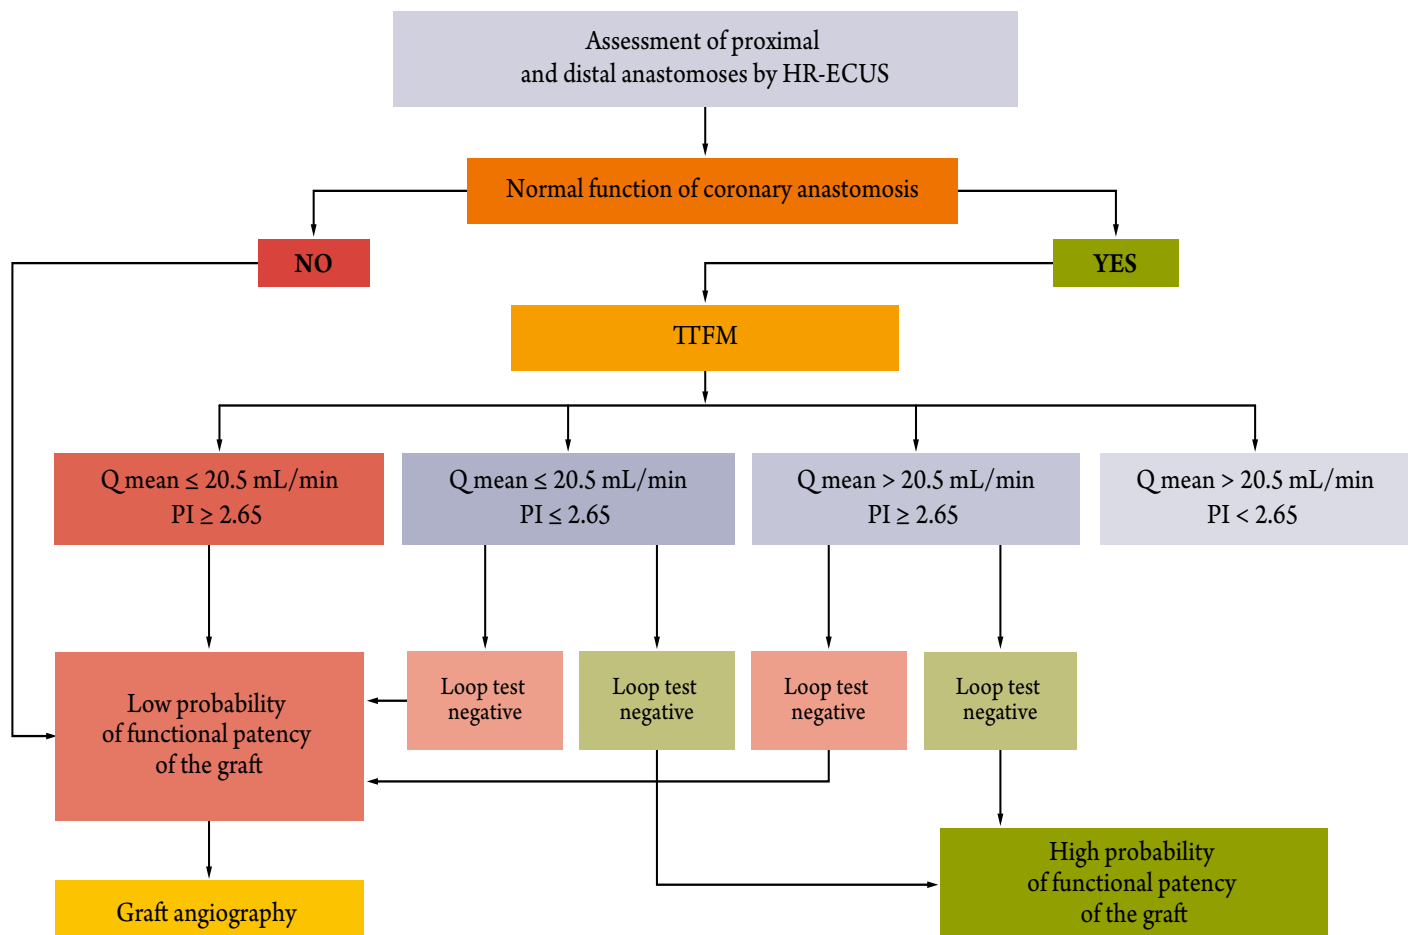 Assessment of proximal
and distal anastomoses by HR-ECUS
Normal function of coronary anastomosis
NO
YES
TTFM
Q mean ≤ 20.5 mL/min
PI ≥ 2.65
Q mean ≤ 20.5 mL/min
PI ≤ 2.65
Q mean > 20.5 mL/min
PI ≥ 2.65
Q mean > 20.5 mL/min
PI < 2.65
Low probability
of functional patency
of the graft
Loop test
negative
Loop test
negative
Loop test
negative
Loop test
negative
High probability
of functional patency
of the graft
Graft angiography